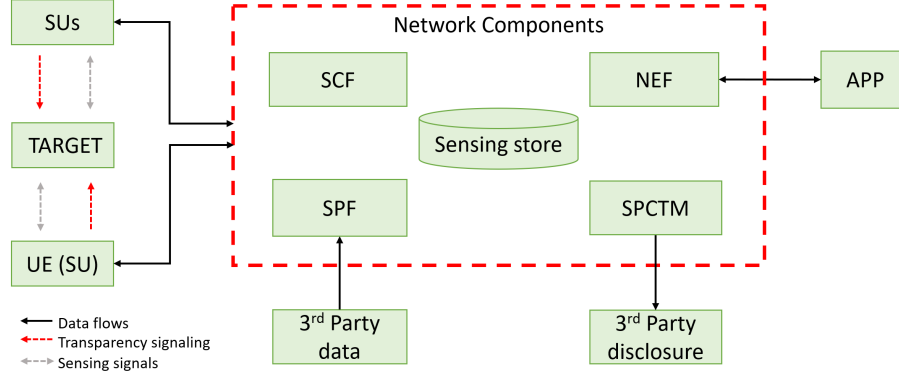 SUs
Network Components
SCF
NEF
APP
TARGET
Sensing store
SPF
SPCTM
UE (SU)
3rd Party
data
3rd Party
disclosure
Data flows
Transparency signaling
Sensing signals